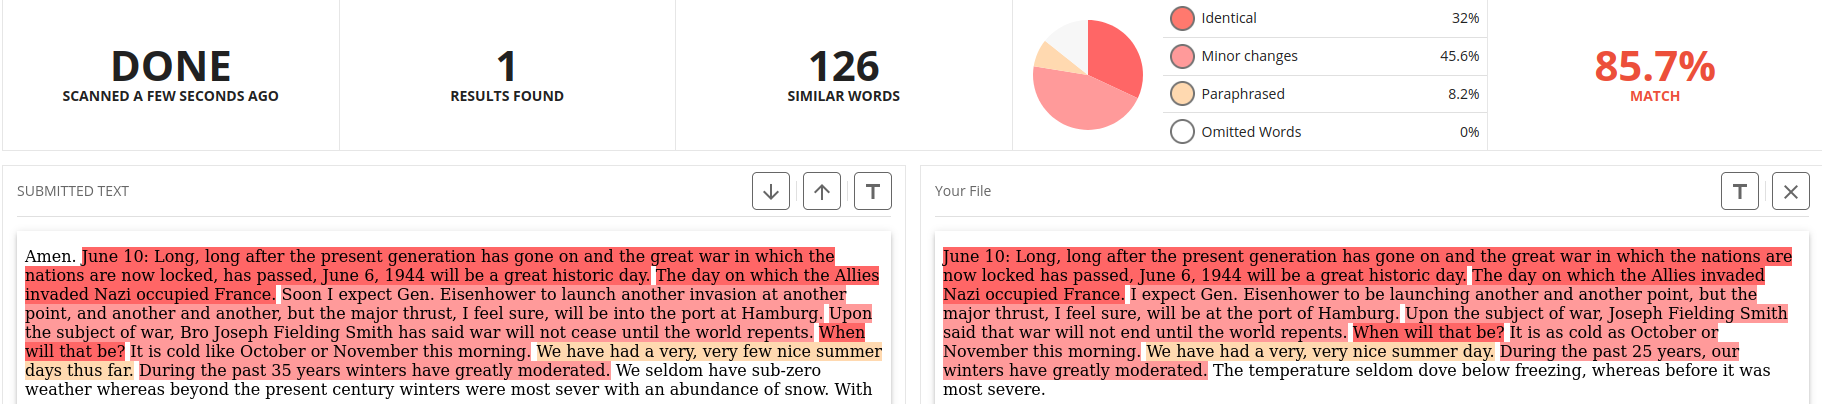 DONE
SCANNED A FEW SECONDS AGO
1
RESULTS FOUND
126
SIMILAR WORDS
Identical 32%
Minor changes 45.6%
Paraphrased 8.2%
Omitted Words 0%
85.7%
MATCH
SUBMITTED TEXT
T
Amen. June 10: Long, long after the present generation has gone on and the great war in which the
nations are now locked, has passed, June 6, 1944 will be a great historic day. The day on which the Allies
invaded Nazi occupied France. Soon I expect Gen. Eisenhower to launch another invasion at another
point, and another and another, but the major thrust, I feel sure, will be into the port at Hamburg. Upon
the subject of war, Bro Joseph Fielding Smith has said war will not cease until the world repents. When
will that be? It is cold like October or November this morning. We have had a very, very few nice summer
days thus far. During the past 35 years winters have greatly moderated. We seldom have sub-zero
weather whereas beyond the present century winters were most sever with an abundance of snow. With
Your File
T
June 10: Long, long after the present generation has gone on and the great war in which the nations are
now locked has passed, June 6, 1944 will be a great historic day. The day on which the Allies invaded
Nazi occupied France. I expect Gen. Eisenhower to be launching another and another point, but the
major thrust, I feel sure, will be at the port of Hamburg. Upon the subject of war, Joseph Fielding Smith
said that war will not end until the world repents. When will that be? It is as cold as October or
November this morning. We have had a very, very nice summer day. During the past 25 years, our
winters have greatly moderated. The temperature seldom dove below freezing, whereas before it was
most severe.